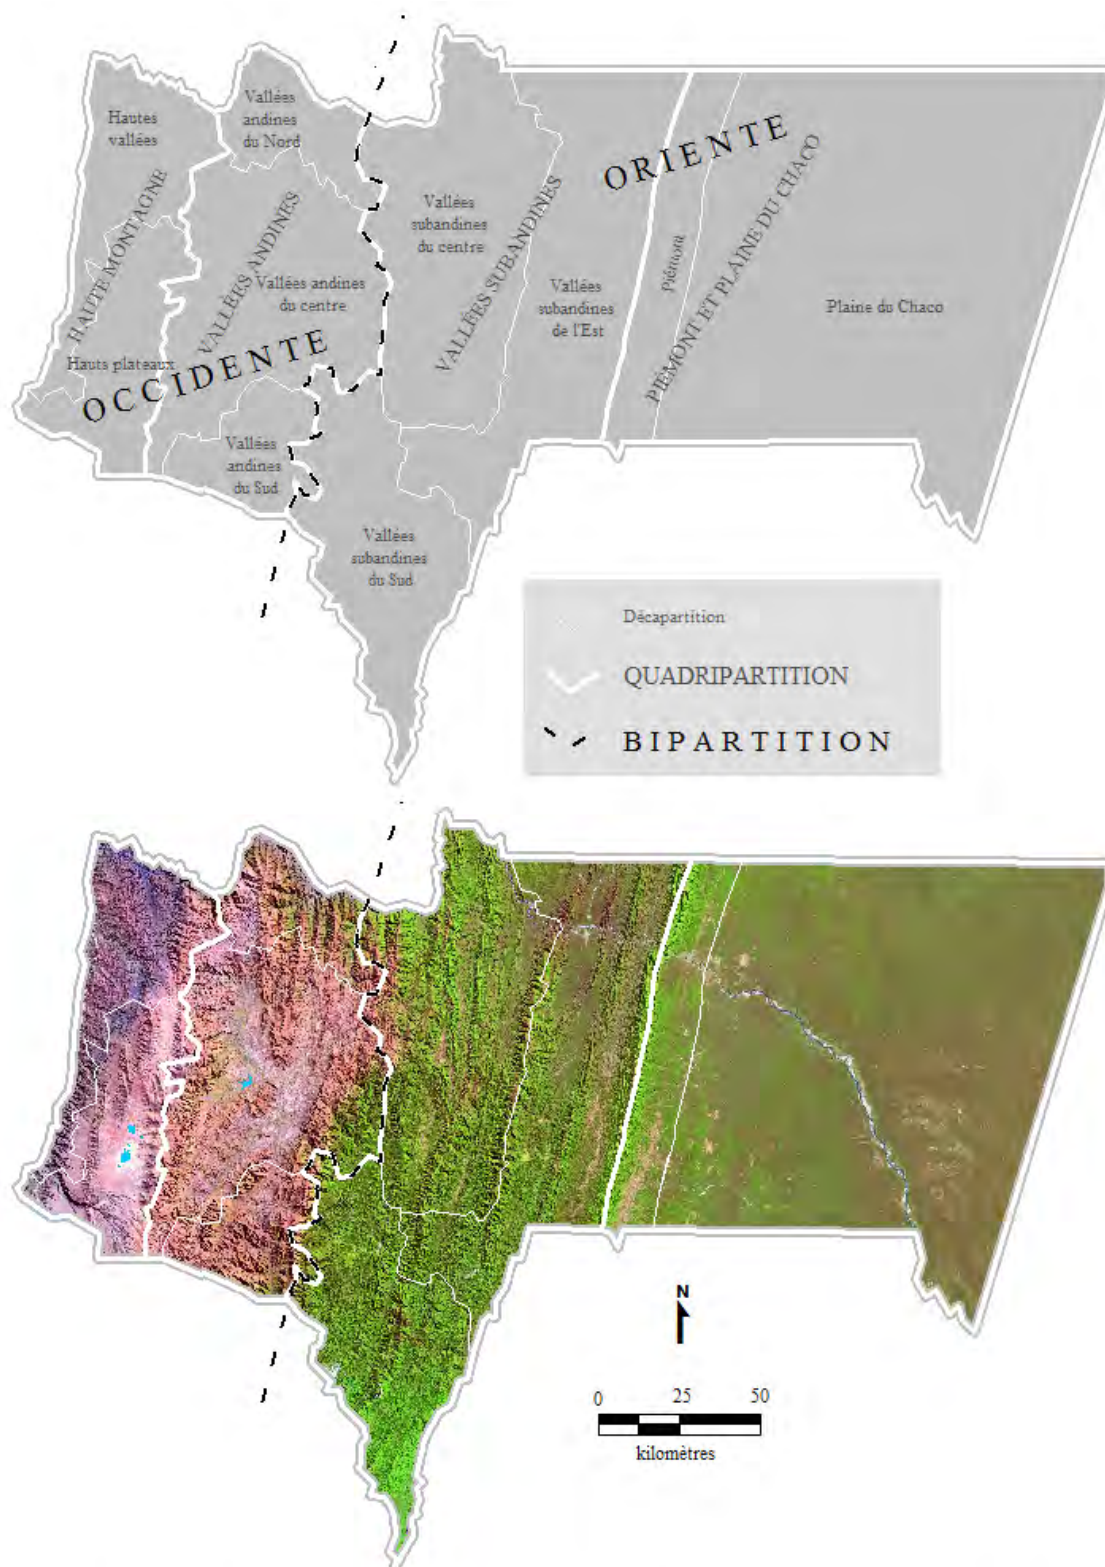 Hautes
vallées
Vallées
andines
du Nord
HAUTE MONTAGNE
VALLÉES ANDINES
Vallées andines
du centre
Hauts plateaux
OCCIDENTE
Vallées
andines
du Sud
Vallées
subandines
du centre
VALLÉES SUBANDINES
Vallées
subandines
de l'Est
Vallées
subandines
du Sud
ORIENTE
piémont
PIÉMONT ET PLAINE DU CHACO
Plaine du Chaco
Décapartition
QUADRIPARTITION
BIPARTITION
N
0 25 50
kilomètres